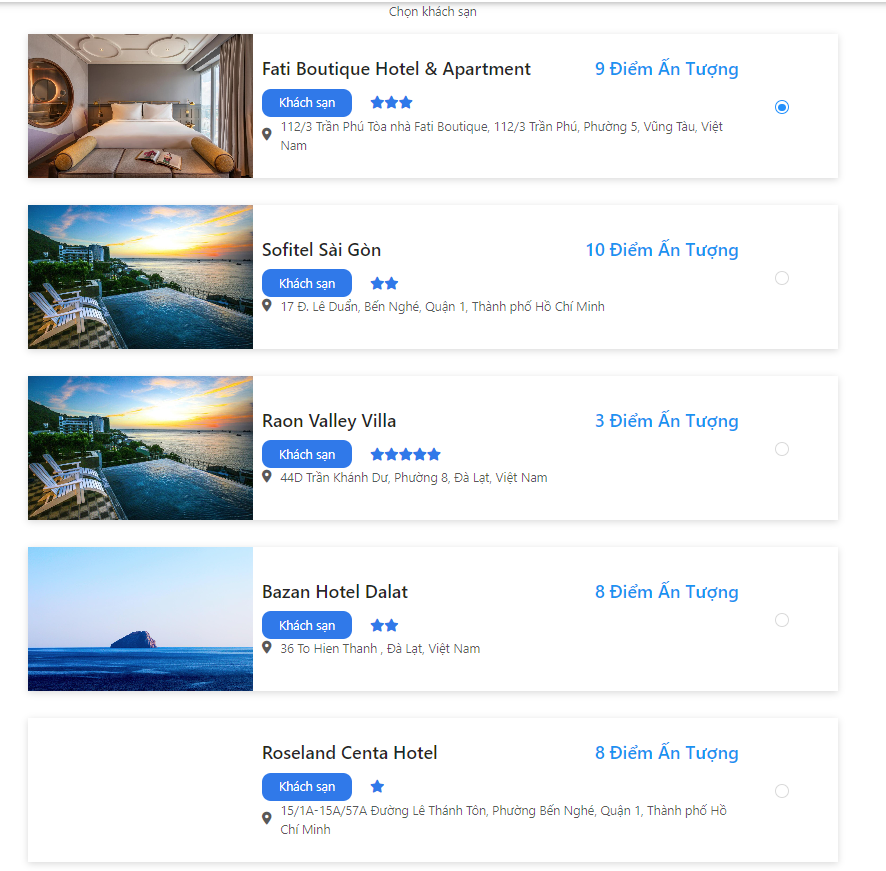 Chọn khách sạn
Fati Boutique Hotel & Apartment
9 Điểm Ấn Tượng
Khách sạn
112/3 Trần Phú Tòa nhà Fati Boutique, 112/3 Trần Phú, Phường 5, Vũng Tàu, Việt
Nam
Sofitel Sài Gòn
10 Điểm Ấn Tượng
Khách sạn
17 Đ. Lê Duẩn, Bến Nghé, Quận 1, Thành phố Hồ Chí Minh
Raon Valley Villa
3 Điểm Ấn Tượng
Khách sạn
44D Trần Khánh Dư, Phường 8, Đà Lạt, Việt Nam
Bazan Hotel Dalat
8 Điểm Ấn Tượng
Khách sạn
36 To Hien Thanh , Đà Lạt, Việt Nam
Roseland Centa Hotel
8 Điểm Ấn Tượng
Khách sạn
15/1A-15A/57A Đường Lê Thánh Tôn, Phường Bến Nghé, Quận 1, Thành phố Hồ
Chí Minh